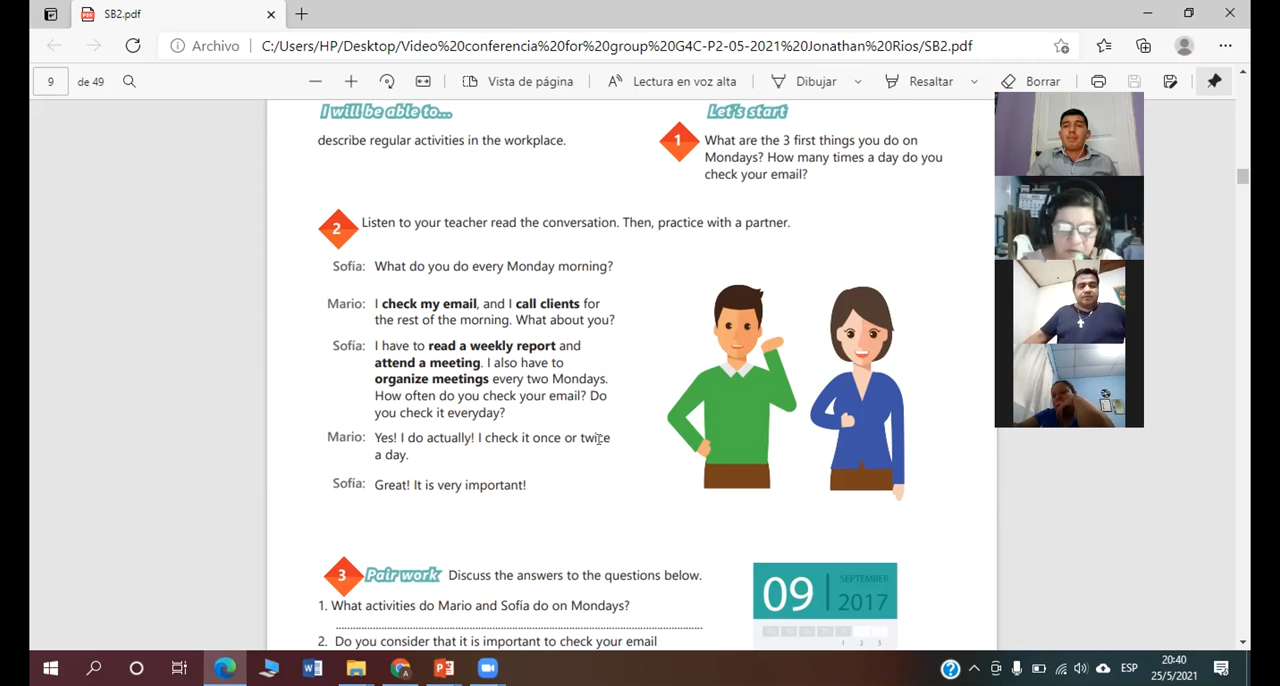 SB2.pdf
Archivo
C:/Users/HP/Desktop/Video%20conferencia%20for%20group%20G4C-P2-05-2021%20Jonathan%20Rios/SB2.pdf
9
de 49
Vista de página
Lectura en voz alta
Dibujar
Resaltar
Borrar
I will be able to...
describe regular activities in the workplace.
Let's start
1
What are the 3 first things you do on
Mondays? How many times a day do you
check your email?
2
Listen to your teacher read the conversation. Then, practice with a partner.
Sofía: What do you do every Monday morning?
Mario: I check my email, and I call clients for
the rest of the morning. What about you?
Sofía: I have to read a weekly report and
attend a meeting. I also have to
organize meetings every two Mondays.
How often do you check your email? Do
you check it everyday?
Mario: Yes! I do actually! I check it once or twice
a day.
Sofía: Great! It is very important!
3
Pair work Discuss the answers to the questions below.
1. What activities do Mario and Sofía do on Mondays?
2. Do you consider that it is important to check your email
09
SEPTEMBER
2017
1 2 3
ESP
20:40
25/5/2021